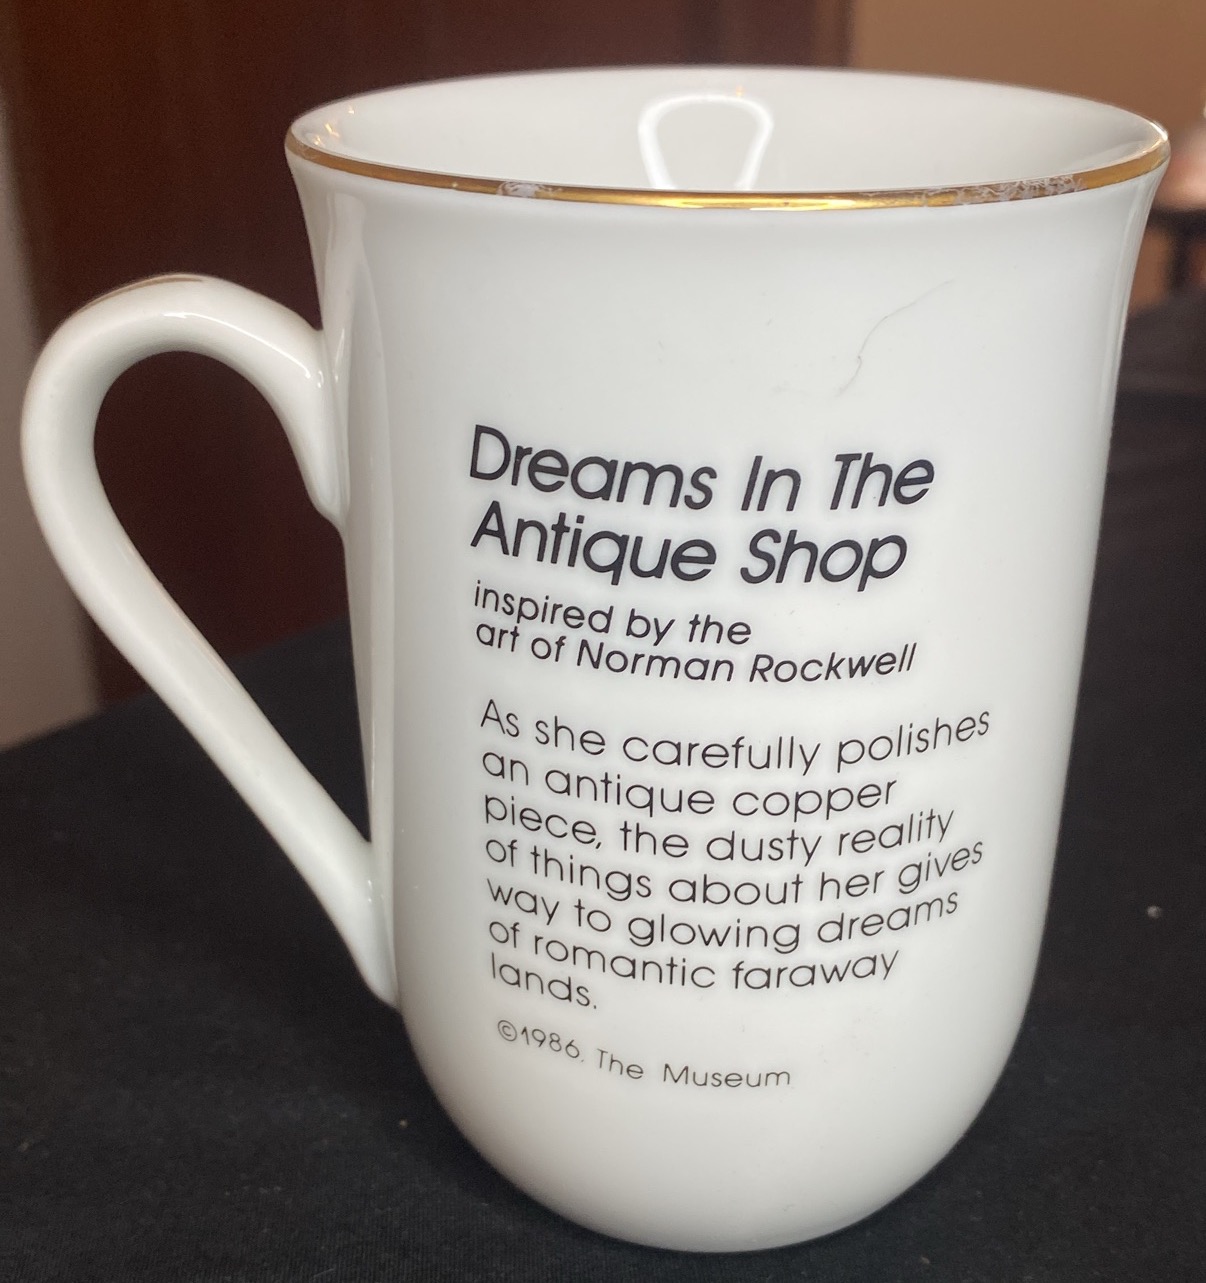 Dreams In The
Antique Shop
inspired by the
art of Norman Rockwell
As she carefully polishes
an antique copper
piece, the dusty reality
of things about her gives
way to glowing dreams
of romantic faraway
lands.
©1986. The Museum